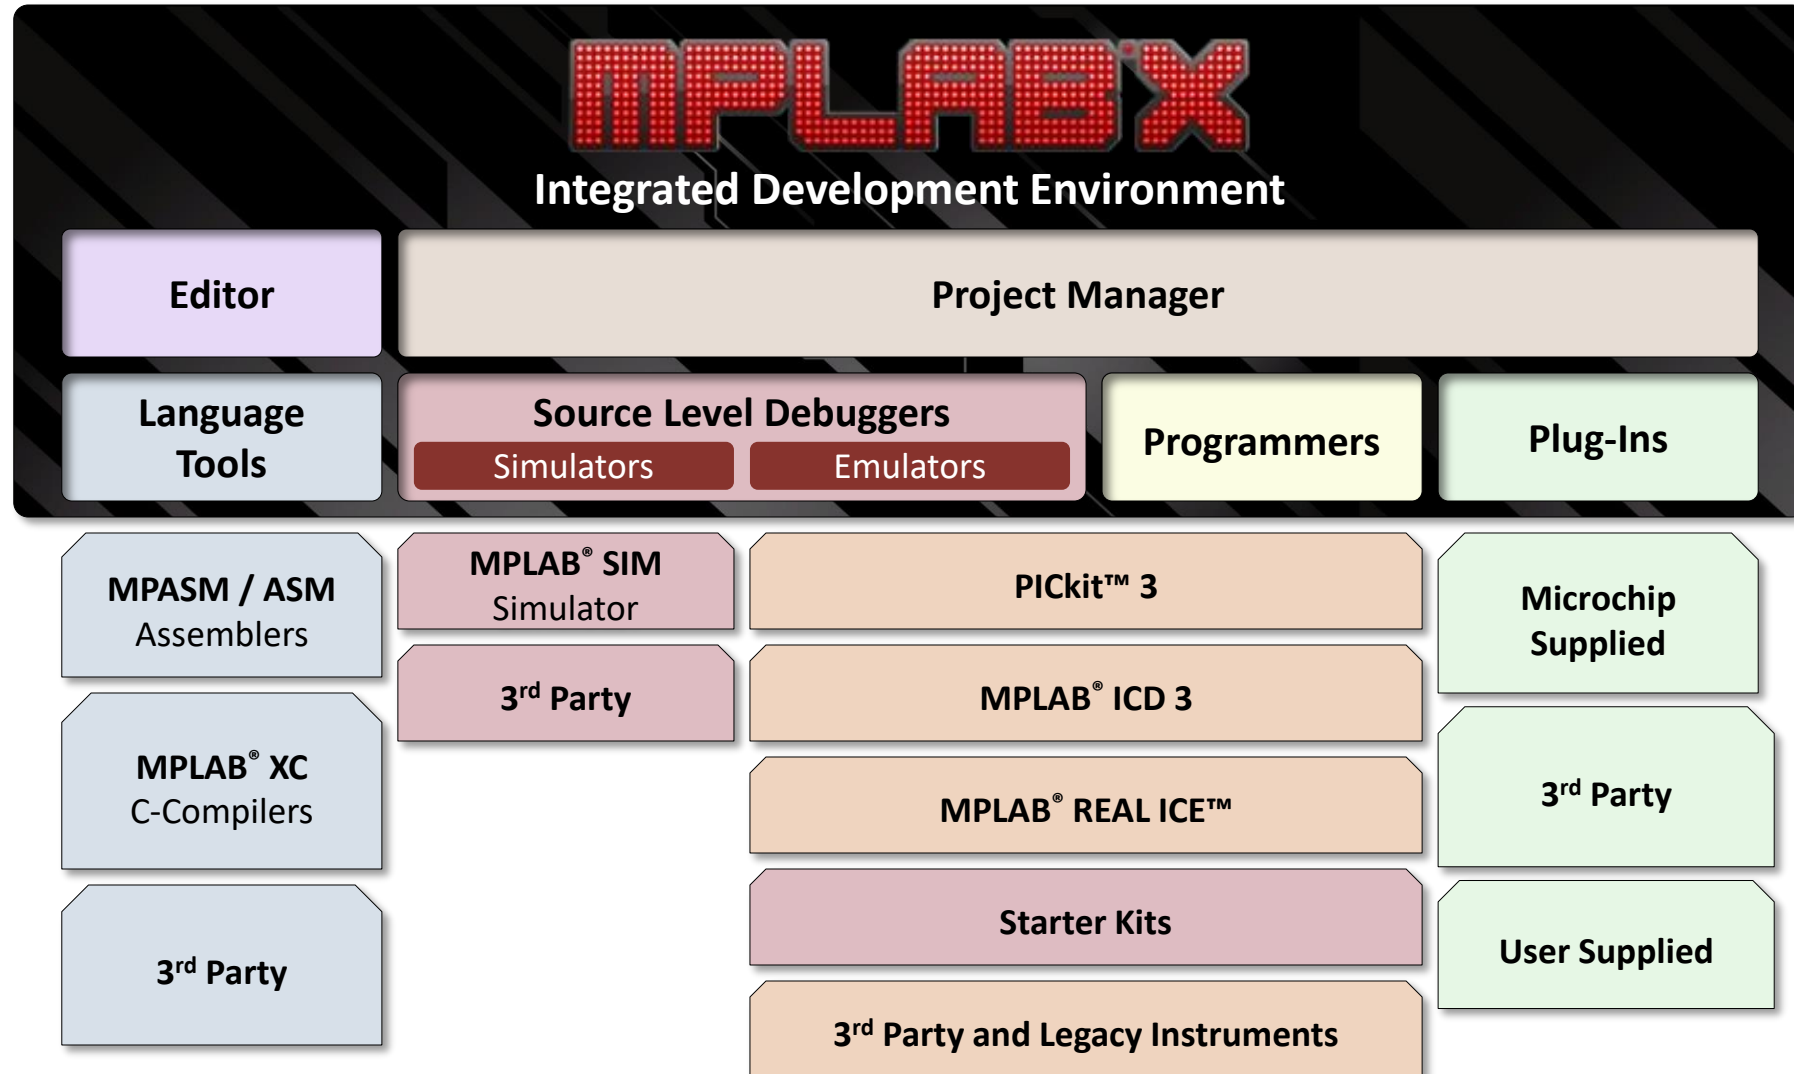 MPLAB® X
Integrated Development Environment
Editor
Project Manager
Language
Tools
Source Level Debuggers
Simulators
Emulators
Programmers
Plug-Ins
MPASM / ASM
Assemblers
MPLAB® XC
C-Compilers
3rd Party
MPLAB® SIM
Simulator
3rd Party
PICkit™ 3
MPLAB® ICD 3
MPLAB® REAL ICE™
Starter Kits
3rd Party and Legacy Instruments
Microchip
Supplied
3rd Party
User Supplied